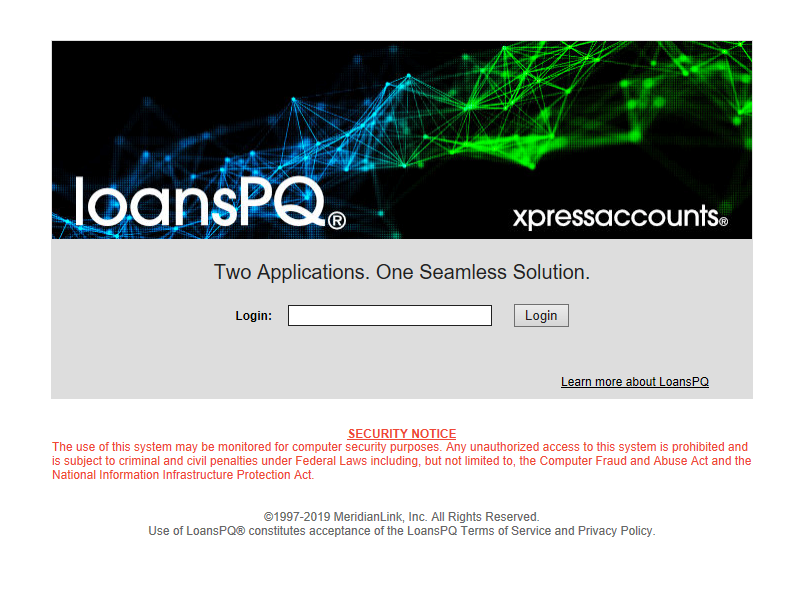 loansPQ®
xpressaccounts®
Two Applications. One Seamless Solution.
Login: Login
Learn more about LoansPQ
SECURITY NOTICE
The use of this system may be monitored for computer security purposes. Any unauthorized access to this system is prohibited and
is subject to criminal and civil penalties under Federal Laws including, but not limited to, the Computer Fraud and Abuse Act and the
National Information Infrastructure Protection Act.
©1997-2019 MeridianLink, Inc. All Rights Reserved.
Use of LoansPQ® constitutes acceptance of the LoansPQ Terms of Service and Privacy Policy.